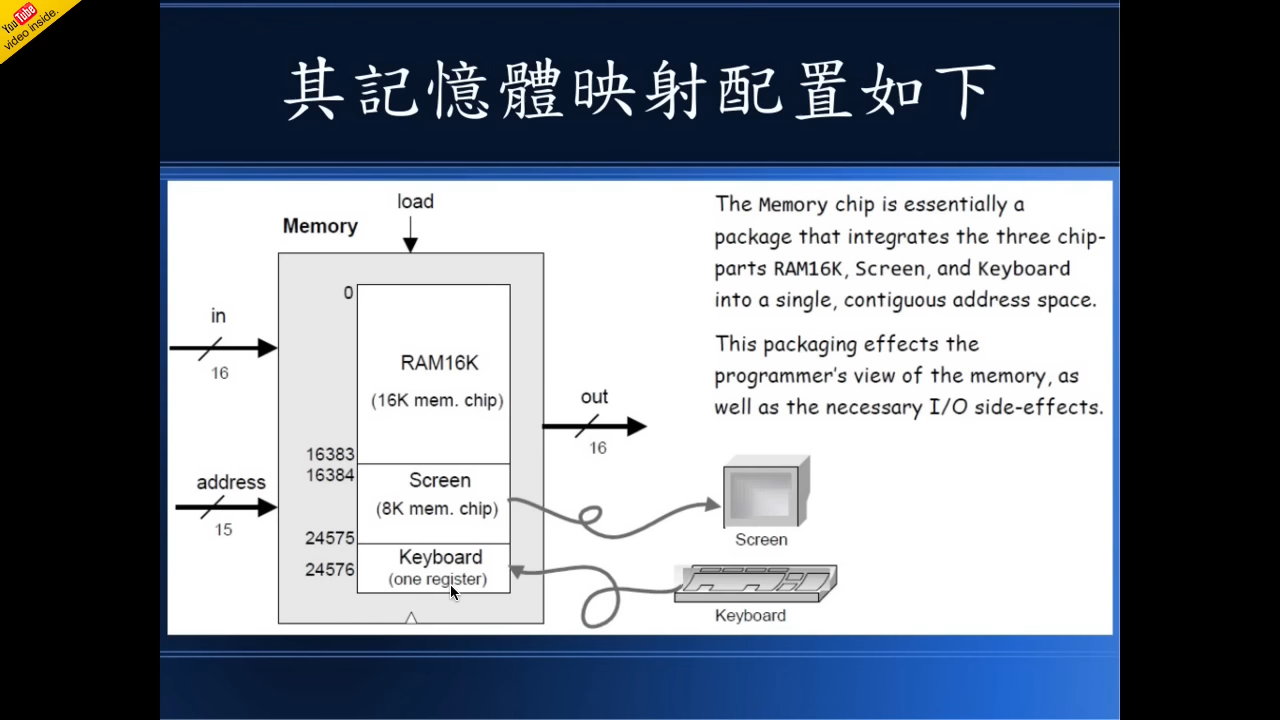 You Tube
video inside.
其記憶體映射配置如下
load
Memory
0
in
16
RAM16K
(16K mem. chip)
out
16
16383
16384
address
15
Screen
(8K mem. chip)
24575
Keyboard
24576
(one register)
Screen
Keyboard
The Memory chip is essentially a
package that integrates the three chip-
parts RAM16K, Screen, and Keyboard
into a single, contiguous address space.
This packaging effects the
programmer's view of the memory, as
well as the necessary I/O side-effects.